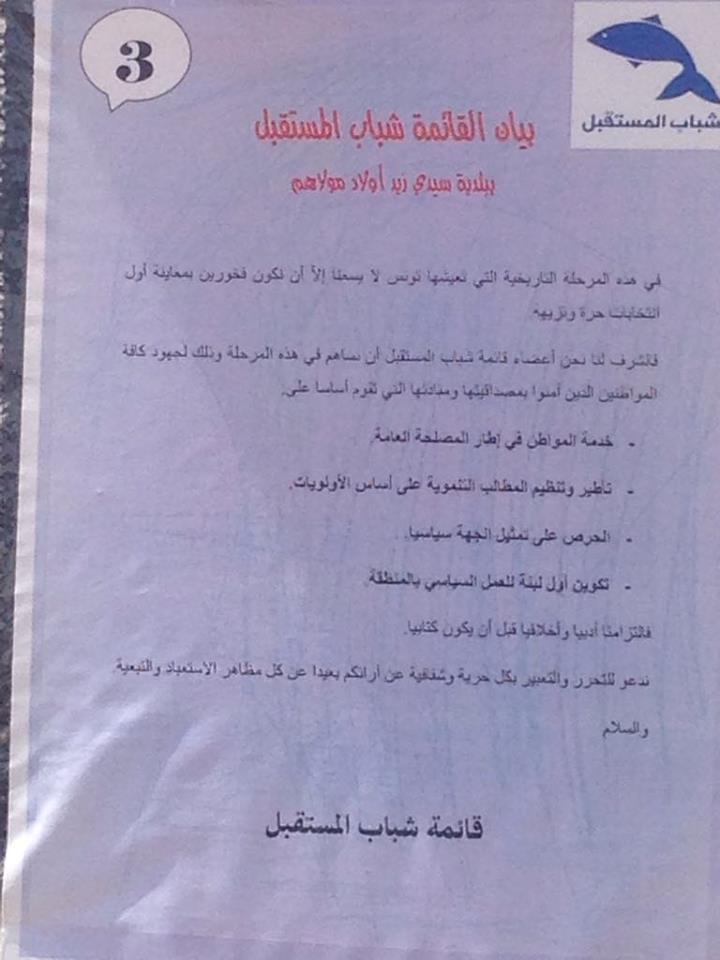 3
شباب المستقبل
بيان القائمة شباب المستقبل
ببلدية سيدي زيد أولاد مولاهم
في هذه المرحلة التاريخية التي تعيشها تونس لا يسعنا إلاّ أن نكون فخورين بمعاينة أول
انتخابات حرة ونزيهه
فالشرف لنا نحن أعضاء قائمة شباب المستقبل أن نساهم في هذه المرحلة وذلك لجهود كافة
المواطنين الذين آمنوا بمصداقيتها ومبادئها التي تقوم أساسا على.
- خدمة المواطن في إطار المصلحة العامة.
- تأطير وتنظيم المطالب التنموية على أساس الأولويات.
- الحرص على تمثيل الجهة سياسيا.
- تكوين أول لبنة للعمل السياسي بالمنطقة.
فالتزامنا أدبيا وأخلاقيا قبل أن يكون كتابيا.
ندعو للتحرر والتعبير بكل حرية وشفافية عن أرائكم بعيدا عن كل مظاهر الاستعباد والتبعية.
والسلام
قائمة شباب المستقبل